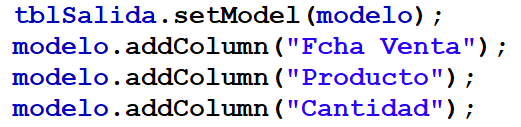 tblSalida.setModel(modelo);
modelo.addColumn("Fcha Venta");
modelo.addColumn("Producto");
modelo.addColumn("Cantidad");